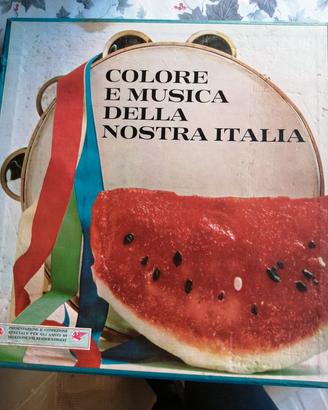 COLORE
E MUSICA
DELLA
NOSTRA ITALIA